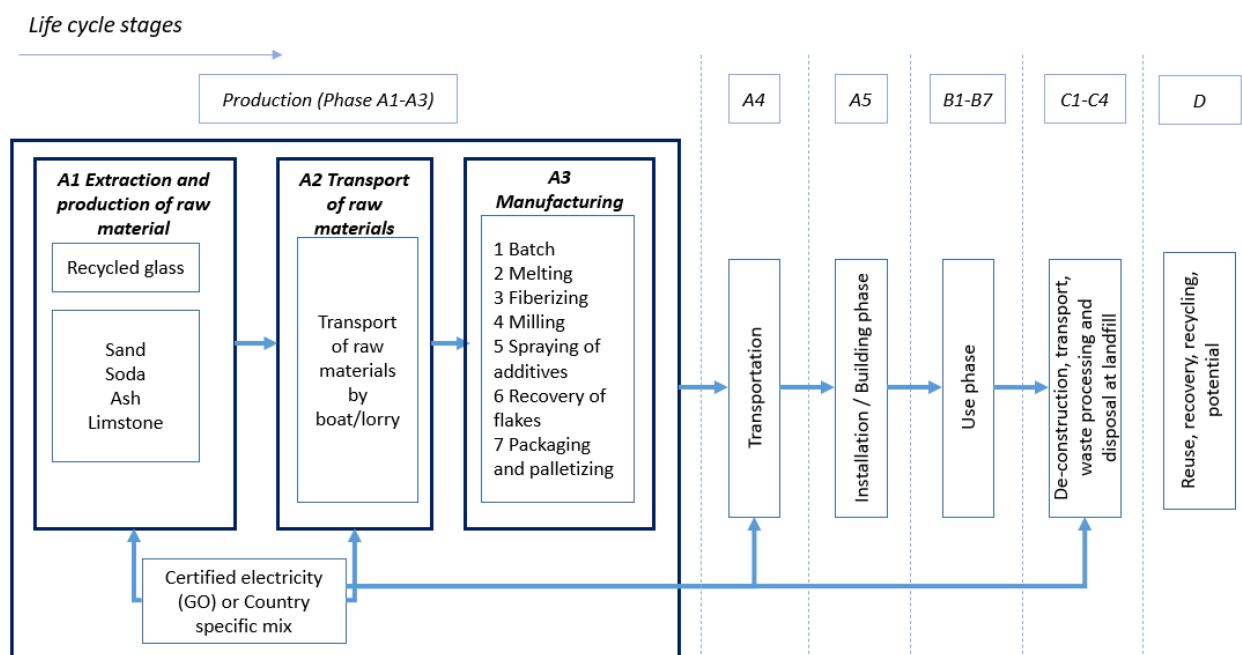 Life cycle stages
Production (Phase A1-A3)
A4
A5
B1-B7
C1-C4
D
A1 Extraction and
production of raw
material
Recycled glass
Sand
Soda
Ash
Limstone
A2 Transport
of raw
materials
Transport
of raw
materials
by
boat/lorry
A3
Manufacturing
1 Batch
2 Melting
3 Fiberizing
4 Milling
5 Spraying of
additives
6 Recovery of
flakes
7 Packaging
and palletizing
Transportation
Installation / Building phase
Use phase
De-construction, transport,
waste processing and
disposal at landfill
Reuse, recovery, recycling,
potential
Certified electricity
(GO) or Country
specific mix